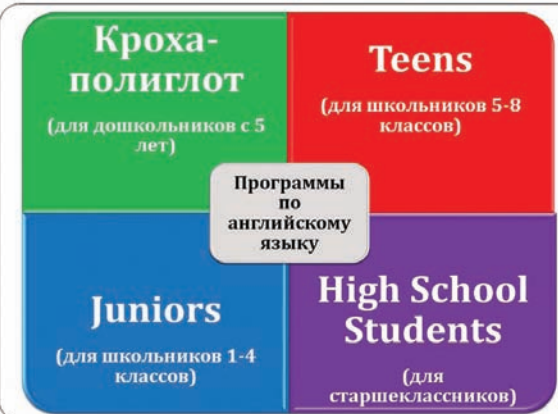 Кроха-
полиглот
(для дошкольников с 5
лет)
Teens
(для школьников 5-8
классов)
Программы
по
английскому
языку
Juniors
(для школьников 1-4
классов)
High School
Students
(для
старшеклассников)